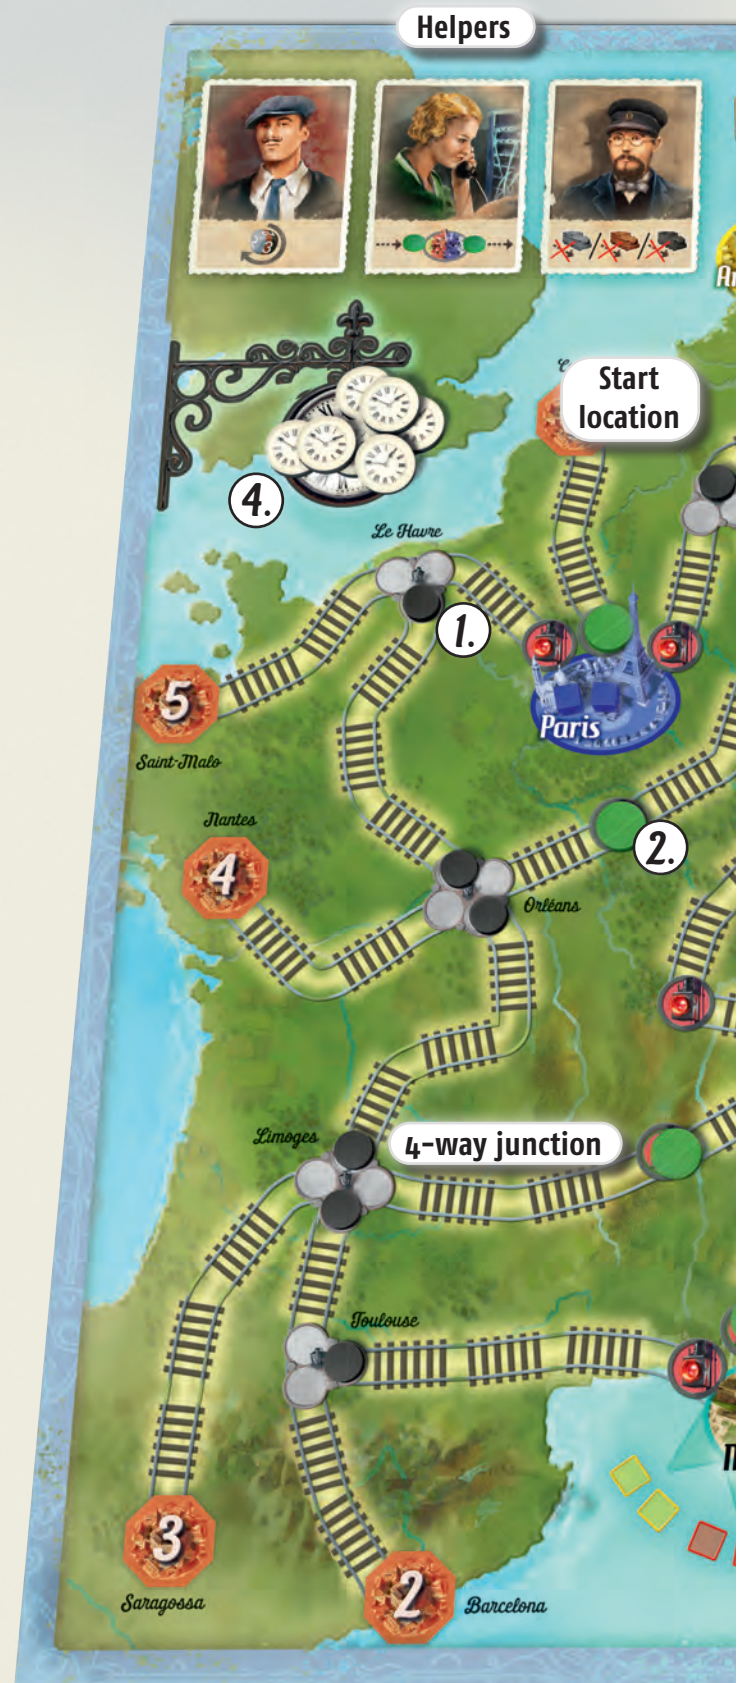 Helpers
3
Start
location
4.
Le Havre
1.
5
Paris
Saint-Malo
Nantes
2.
4
Orléans
Limoges
4-way junction
Toulouse
3
2
Saragossa
Barcelona